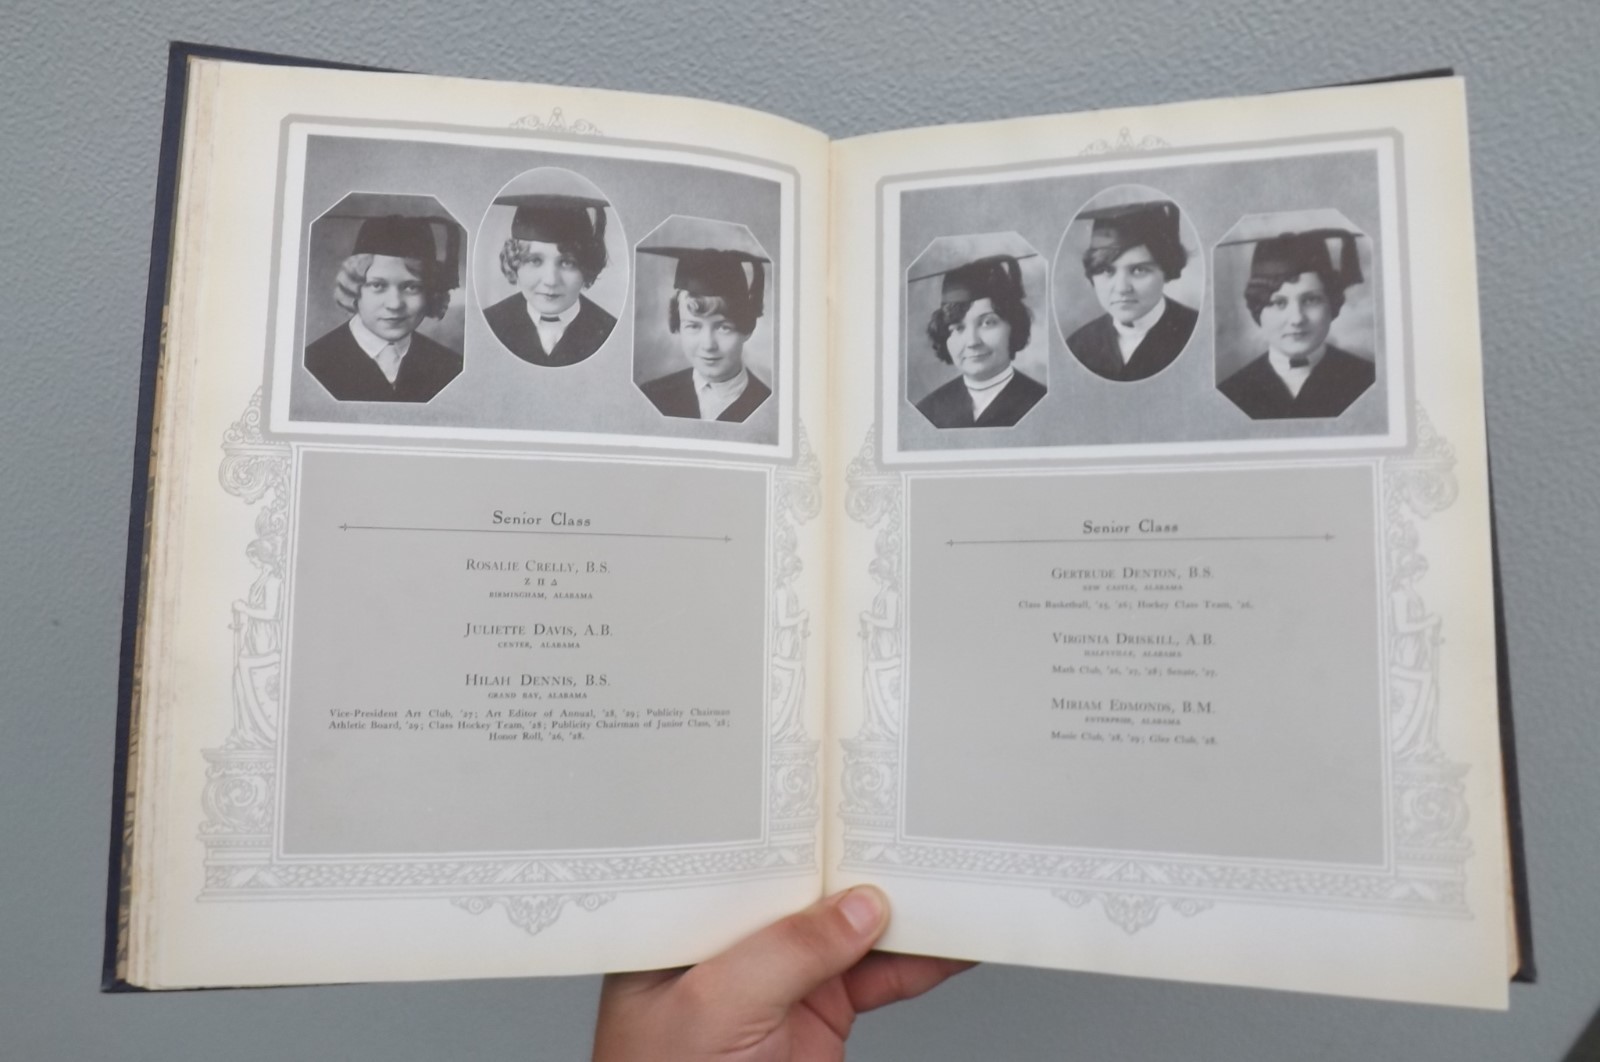 Senior Class
Rosalie Crelly, B.S.
Z H Δ
BIRMINGHAM, ALABAMA
Juliette Davis, A.B.
CENTER, ALABAMA
Hilah Dennis, B.S.
GRAND BAY, ALABAMA
Vice-President Art Club, '27; Art Editor of Annual, '28, '29; Publicity Chairman
Athletic Board, '29; Class Hockey Team, '28; Publicity Chairman of Junior Class, '28;
Honor Roll, '26, '28.
Senior Class
Gertrude Denton, B.S.
NEW CASTLE, ALABAMA
Class Basketball, '25, '26; Hockey Class Team, '26.
Virginia Driskill, A.B.
HALEYVILLE, ALABAMA
Math Club, '26, '27, '28; Senate, '27.
Miriam Edmonds, B.M.
ENTERPRISE, ALABAMA
Music Club, '28, '29; Glee Club, '28.